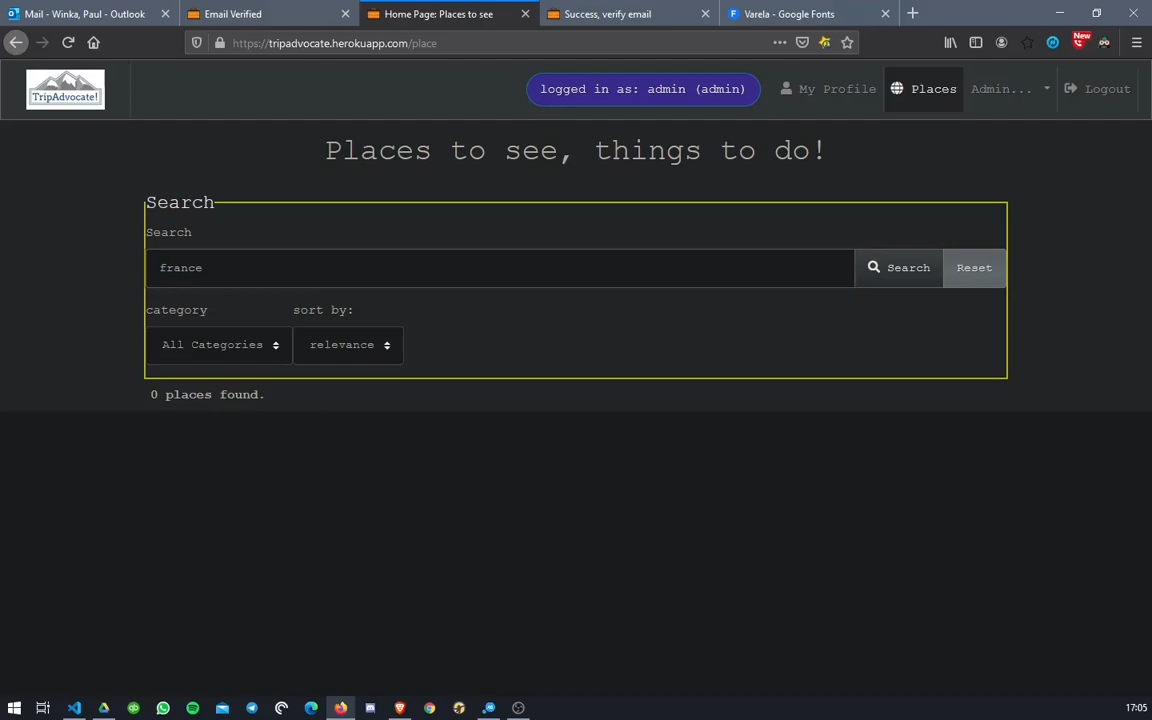 Mail - Winka, Paul - Outlook
Email Verified
Home Page: Places to see
Success, verify email
F Varela - Google Fonts
https://tripadvocate.herokuapp.com/place
New
TripAdvocate!
logged in as: admin (admin)
My Profile
Places
Admin...
Logout
Places to see, things to do!
Search
Search
france
Search
Reset
category
sort by:
All Categories
relevance
0 places found.
17:05